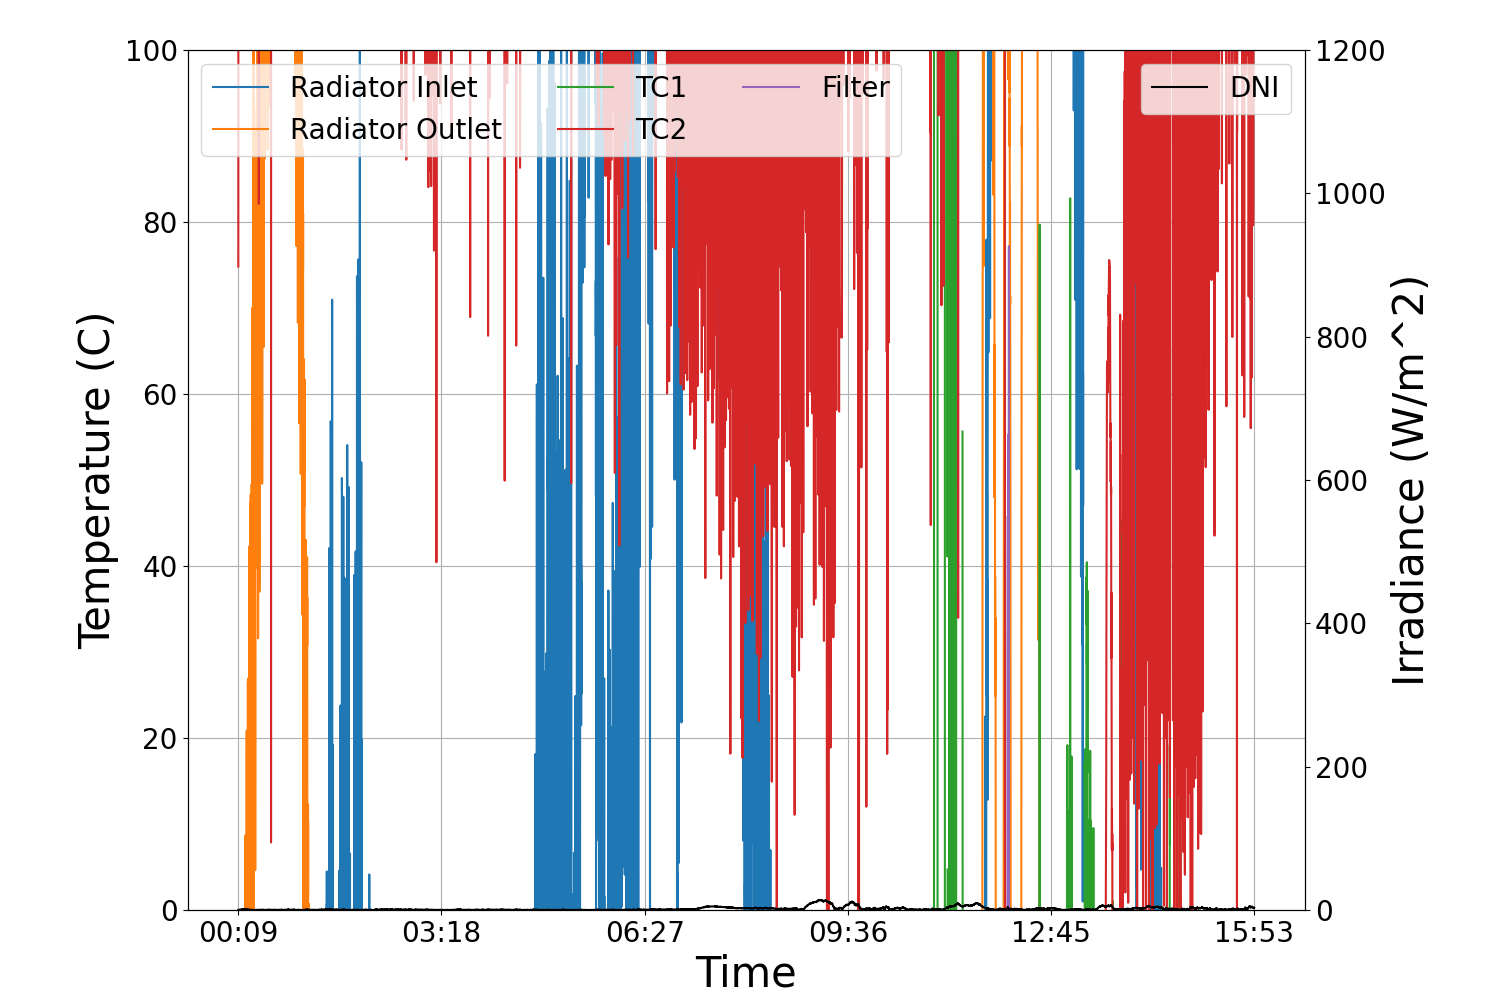 100
80
60
40
20
0
Temperature (C)
Radiator Inlet
Radiator Outlet
TC1
TC2
Filter
DNI
1200
1000
800
600
400
200
0
Irradiance (W/m^2)
00:09 03:18 06:27 09:36 12:45 15:53
Time